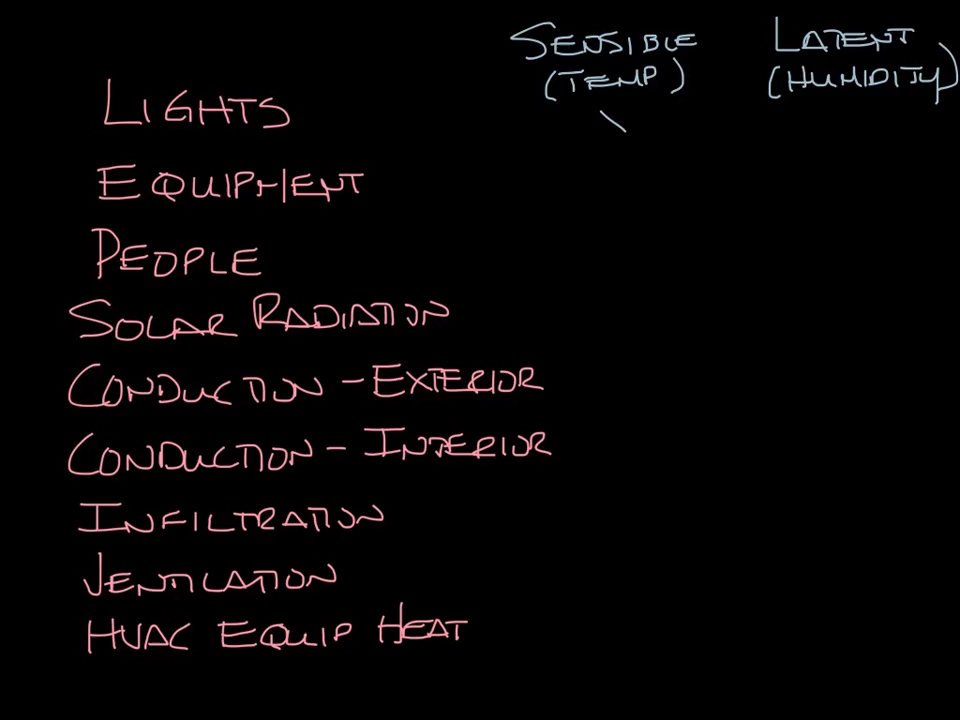 SENSIBLE LATENT
(TEMP) (HUMIDITY)
LIGHTS
EQUIPMENT
PEOPLE
SOLAR RADIATION
CONDUCTION - EXTERIOR
CONDUCTION - INTERIOR
INFILTRATION
VENTILATION
HVAC EQUIP HEAT